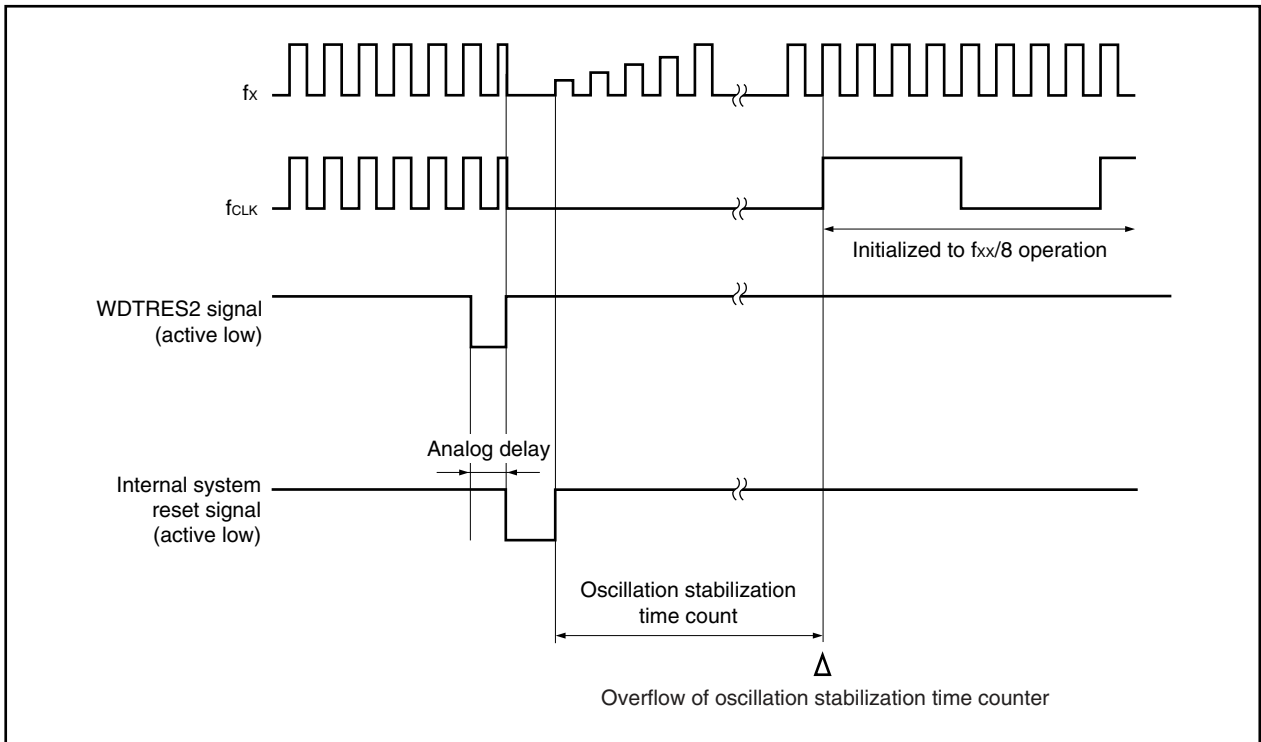 fX
fCLK
Initialized to fXX/8 operation
WDTRES2 signal
(active low)
Analog delay
Internal system
reset signal
(active low)
Oscillation stabilization
time count
Overflow of oscillation stabilization time counter